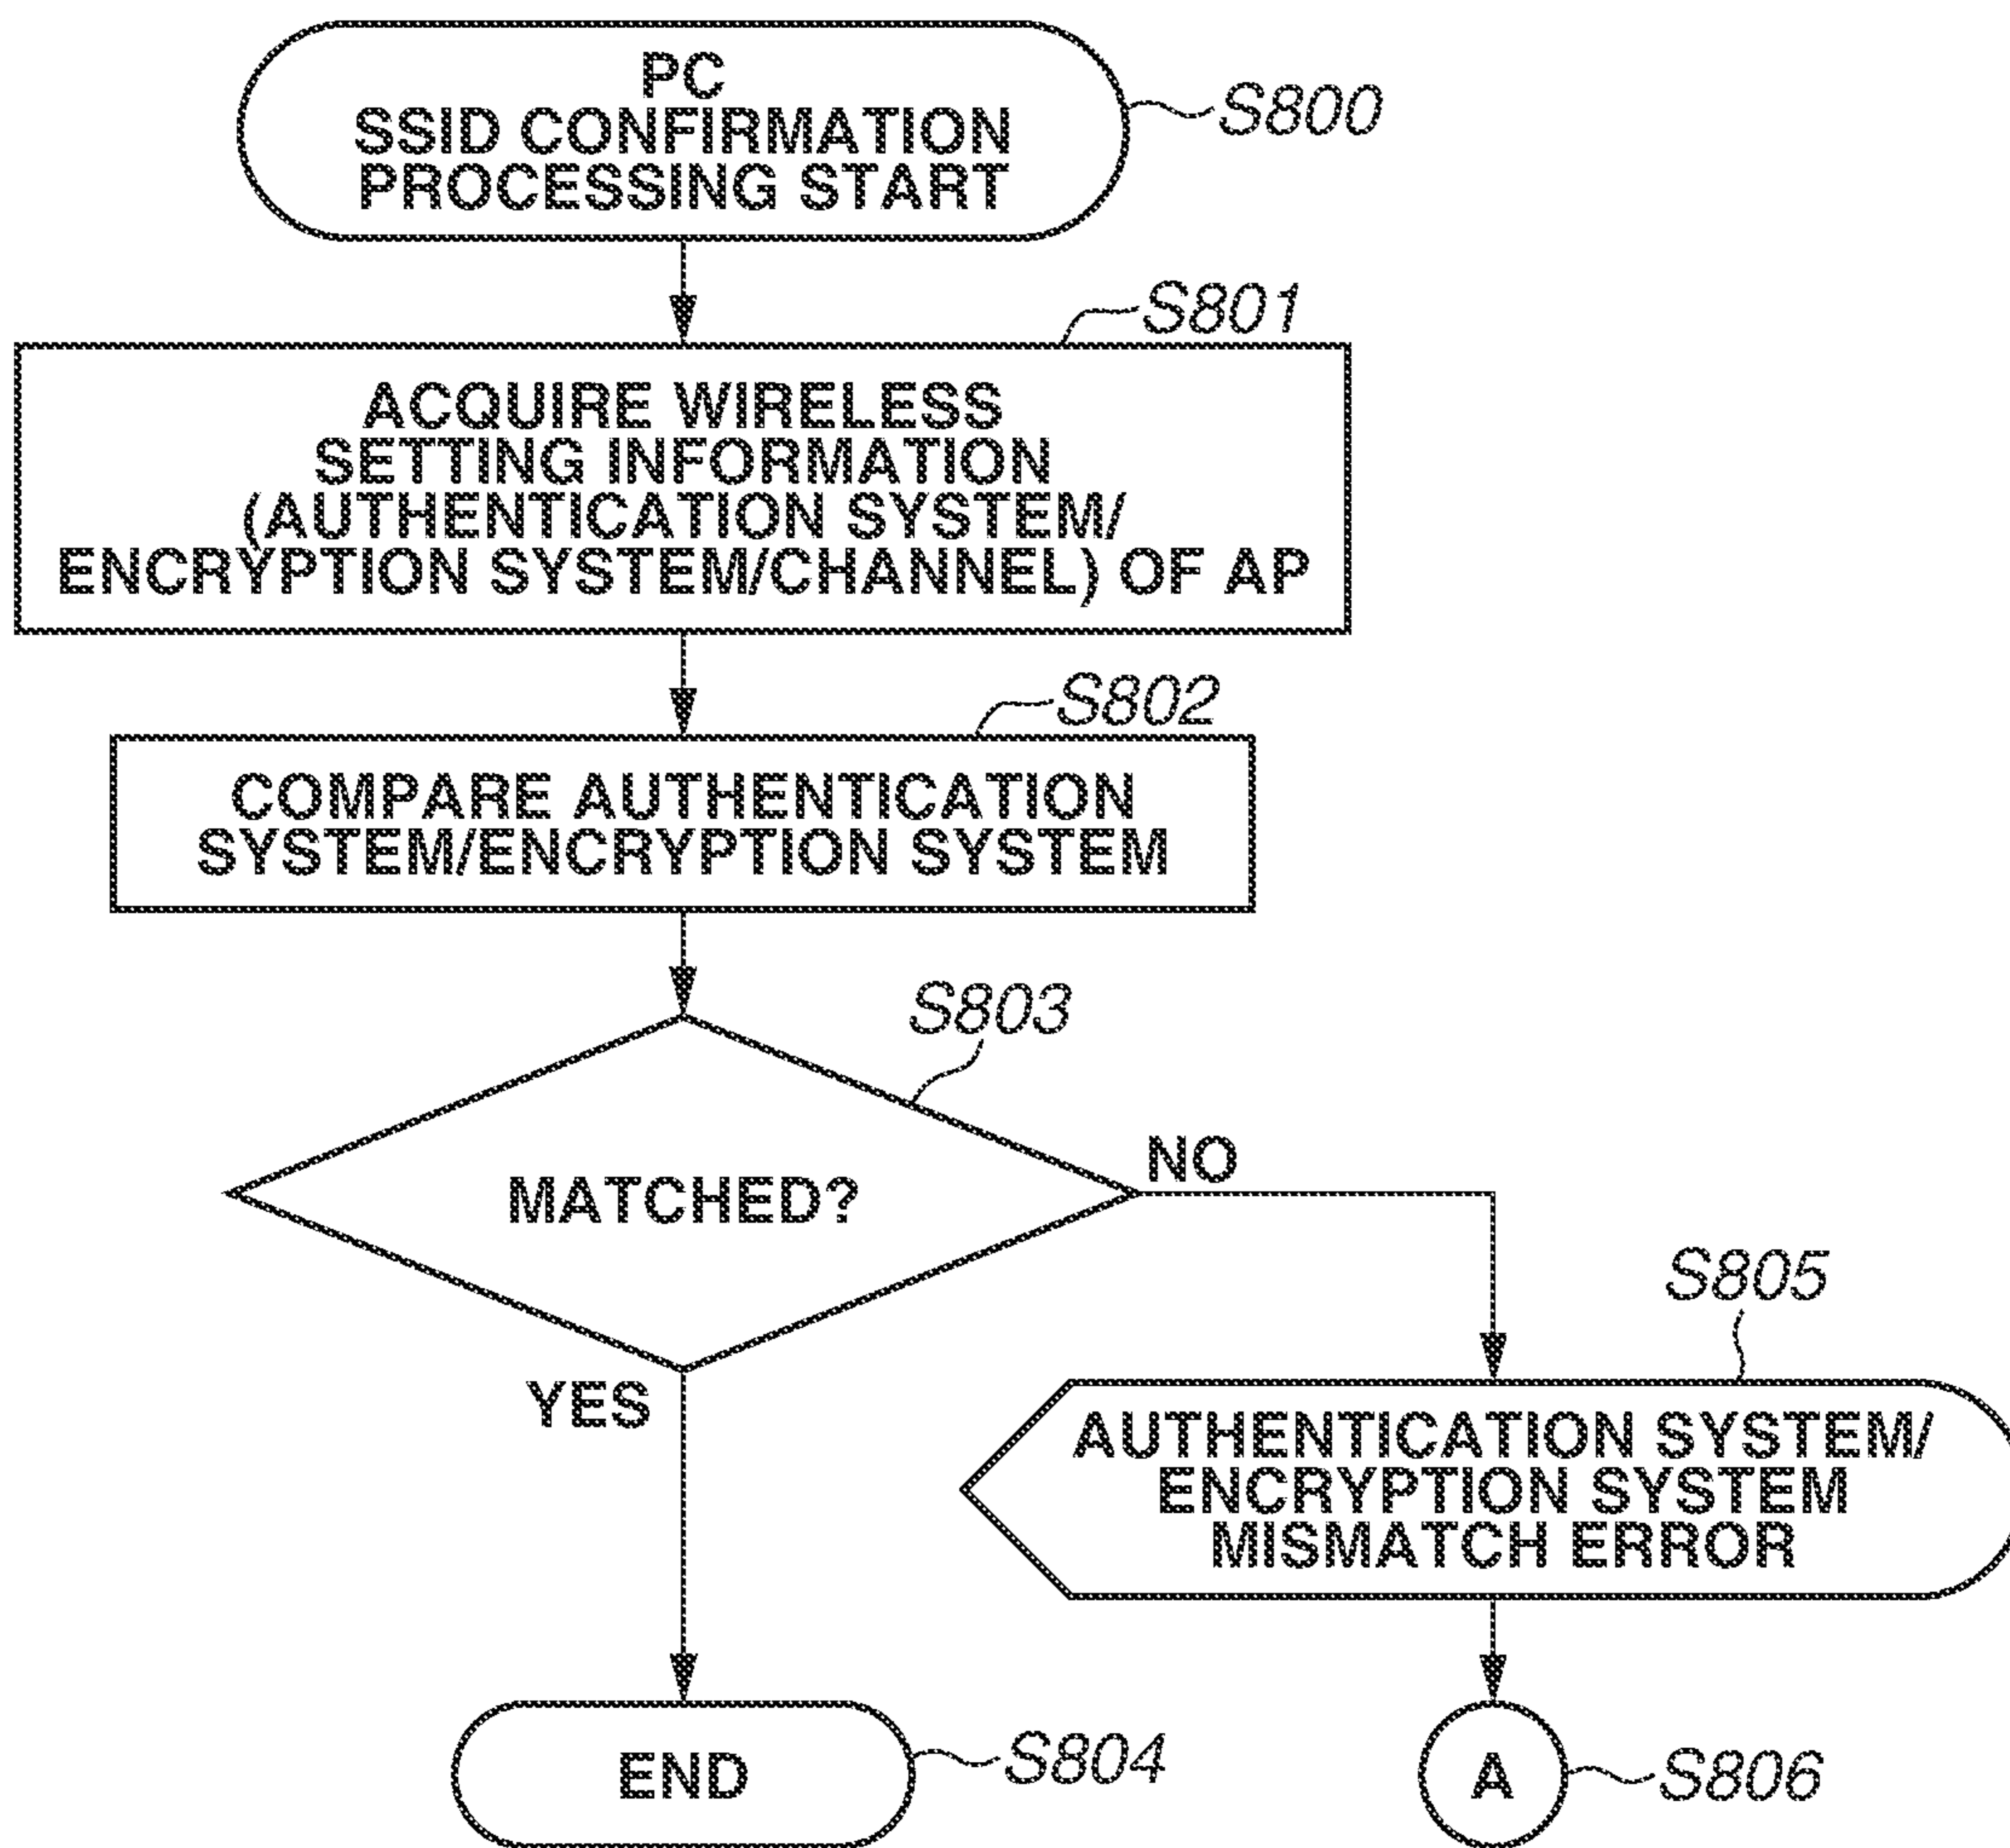 PC
SSID CONFIRMATION
PROCESSING START
S800
S801
ACQUIRE WIRELESS
SETTING INFORMATION
(AUTHENTICATION SYSTEM/
ENCRYPTION SYSTEM/CHANNEL) OF AP
S802
COMPARE AUTHENTICATION
SYSTEM/ENCRYPTION SYSTEM
S803
MATCHED?
NO
YES
S805
AUTHENTICATION SYSTEM/
ENCRYPTION SYSTEM
MISMATCH ERROR
END
S804
A
S806